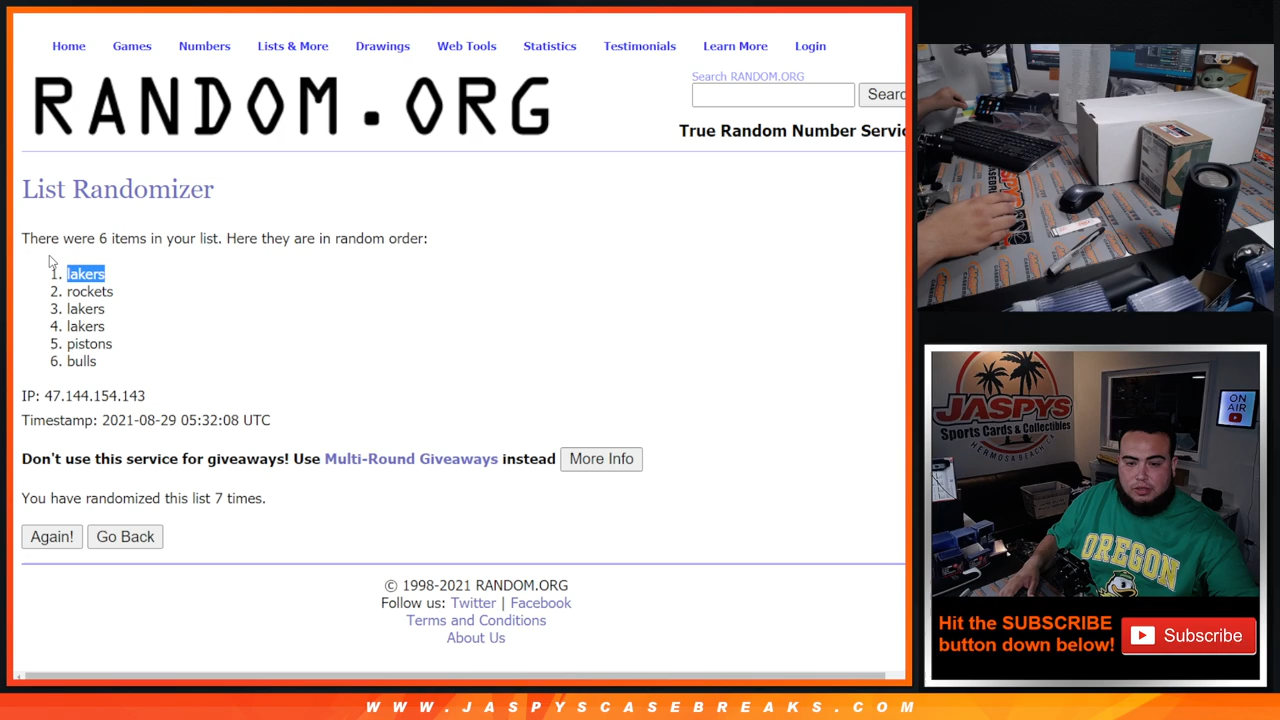 Home Games Numbers Lists & More Drawings Web Tools Statistics Testimonials Learn More Login
Search RANDOM.ORG
RANDOM.ORG
Searc
True Random Number Servic
List Randomizer
There were 6 items in your list. Here they are in random order:
1. lakers
2. rockets
3. lakers
4. lakers
5. pistons
6. bulls
IP: 47.144.154.143
Timestamp: 2021-08-29 05:32:08 UTC
Don't use this service for giveaways! Use Multi-Round Giveaways instead More Info
You have randomized this list 7 times.
Again! Go Back
© 1998-2021 RANDOM.ORG
Follow us: Twitter | Facebook
Terms and Conditions
About Us
JASPYS
Sports Cards & Collectibles
HERMOSA BEACH
ON
AIR
OREGON
Hit the SUBSCRIBE
button down below!
Subscribe
WWW.JASPYSCASEBREAKS.COM